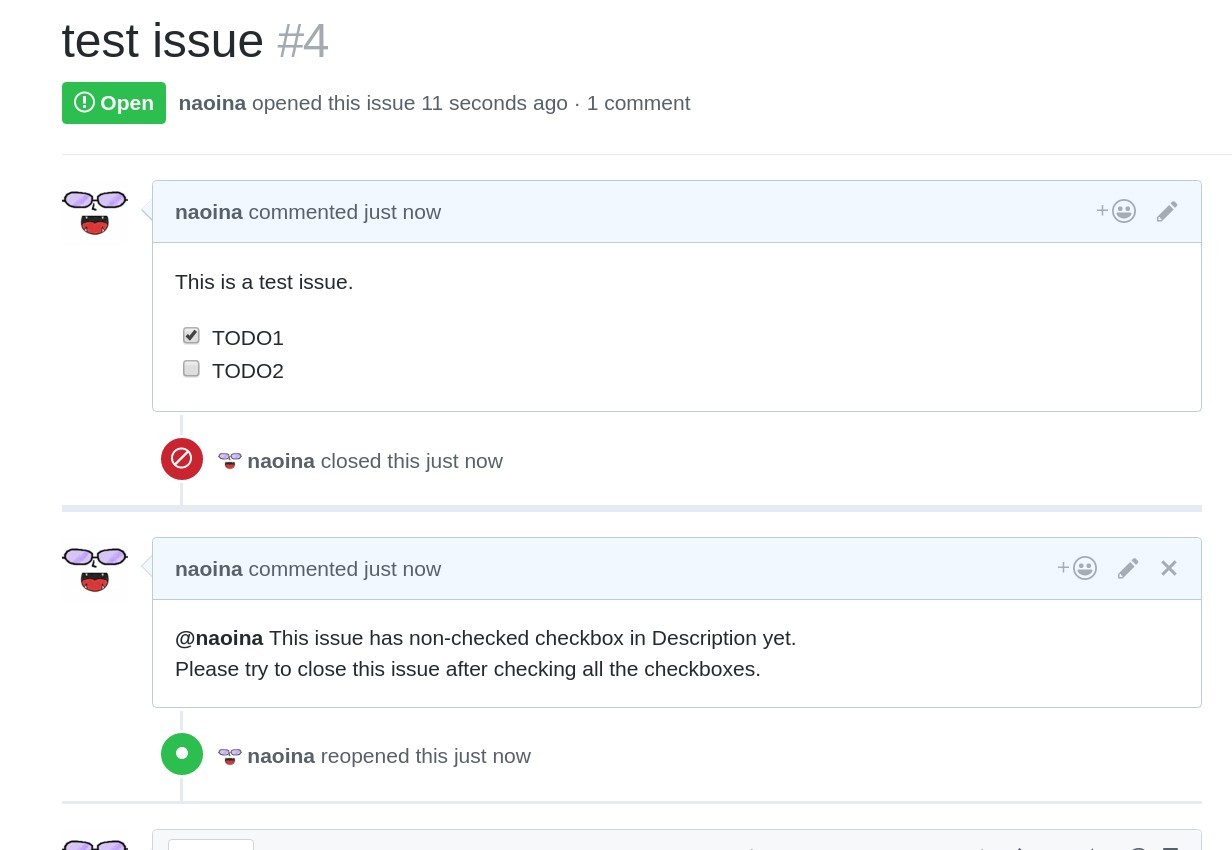 test issue #4
Open naoina opened this issue 11 seconds ago · 1 comment
naoina commented just now
This is a test issue.
TODO1
TODO2
naoina closed this just now
naoina commented just now
@naoina This issue has non-checked checkbox in Description yet.
Please try to close this issue after checking all the checkboxes.
naoina reopened this just now